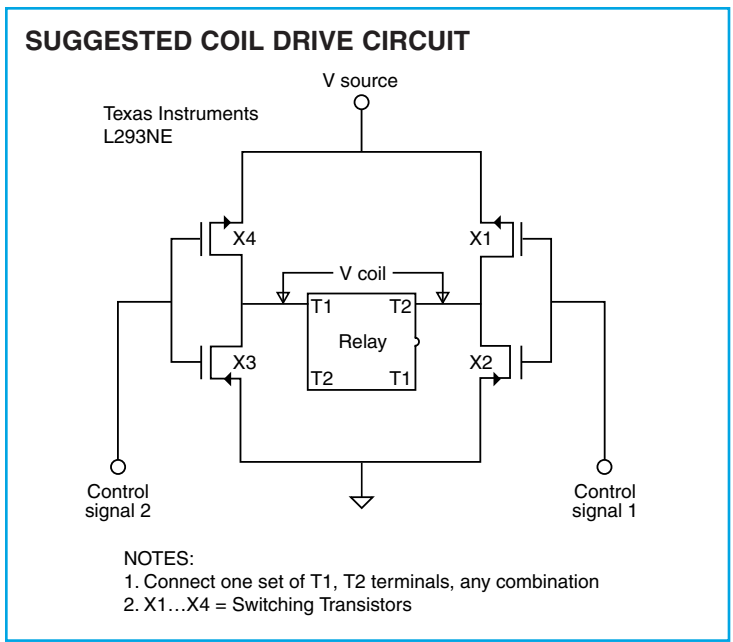 SUGGESTED COIL DRIVE CIRCUIT
V source
Texas Instruments
L293NE
X4
X1
V coil
T1
T2
Relay
X3
X2
T2
T1
Control
signal 2
Control
signal 1
NOTES:
1. Connect one set of T1, T2 terminals, any combination
2. X1...X4 = Switching Transistors